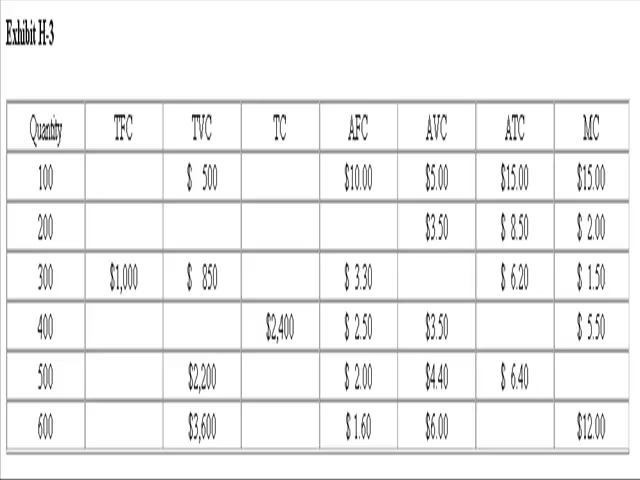 Exhibit H-3
Quantity TFC TVC TC AFC AVC ATC MC
100 $ 500 $10.00 $5.00 $15.00 $15.00
200 $3.50 $ 8.50 $ 2.00
300 $1,000 $ 850 $ 3.30 $ 6.20 $ 1.50
400 $2,400 $ 2.50 $3.50 $ 5.50
500 $2,200 $ 2.00 $4.40 $ 6.40
600 $3,600 $ 1.60 $6.00 $12.00